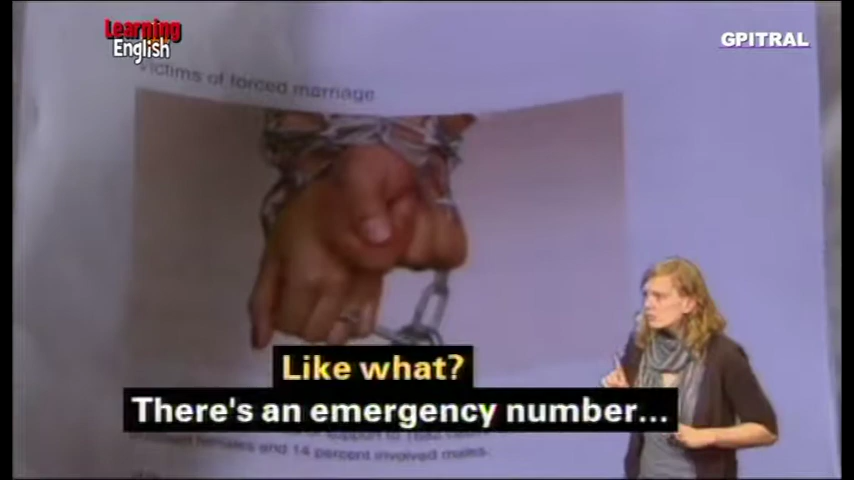 Learning
English
GPITRAL
victims of forced marriage
Like what?
There's an emergency number...
females and 14 percent involved males.